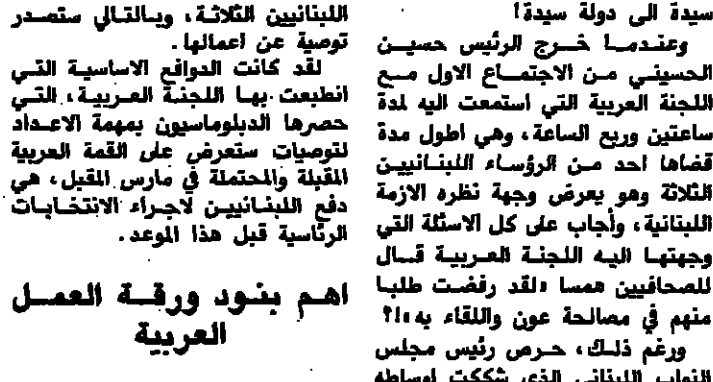 سيدة الى دولة سيدة!
وعندما خرج الرئيس حسين
الحسيني من الاجتماع الاول مع
اللجنة العربية التي استمعت اليه لمدة
ساعتين وربع الساعة، وهي اطول مدة
قضاها احد من الرؤساء اللبنانيين
الثلاثة وهو يعرض وجهة نظره الازمة
اللبنانية، وأجاب على كل الاسئلة التي
وجهتها اليه اللجنة العربية قال
للصحافيين همسا «لقد رفضت طلبا
منهم في مصالحة عون واللقاء به»!؟
ورغم ذلك، حرص رئيس مجلس
النواب اللبناني الذي شككت اوساطه
اللبنانيين الثلاثة، وبالتالي ستصدر
توصية عن اعمالها.
لقد كانت الدوافع الاساسية التي
انطبعت بها اللجنة العربية، التي
حصرها الدبلوماسيون بمهمة الاعداد
لتوصيات ستعرض على القمة العربية
المقبلة والمحتملة في مارس المقبل، هي
دفع اللبنانيين لاجراء الانتخابات
الرئاسية قبل هذا الموعد.
اهم بنود ورقة العمل
العربية